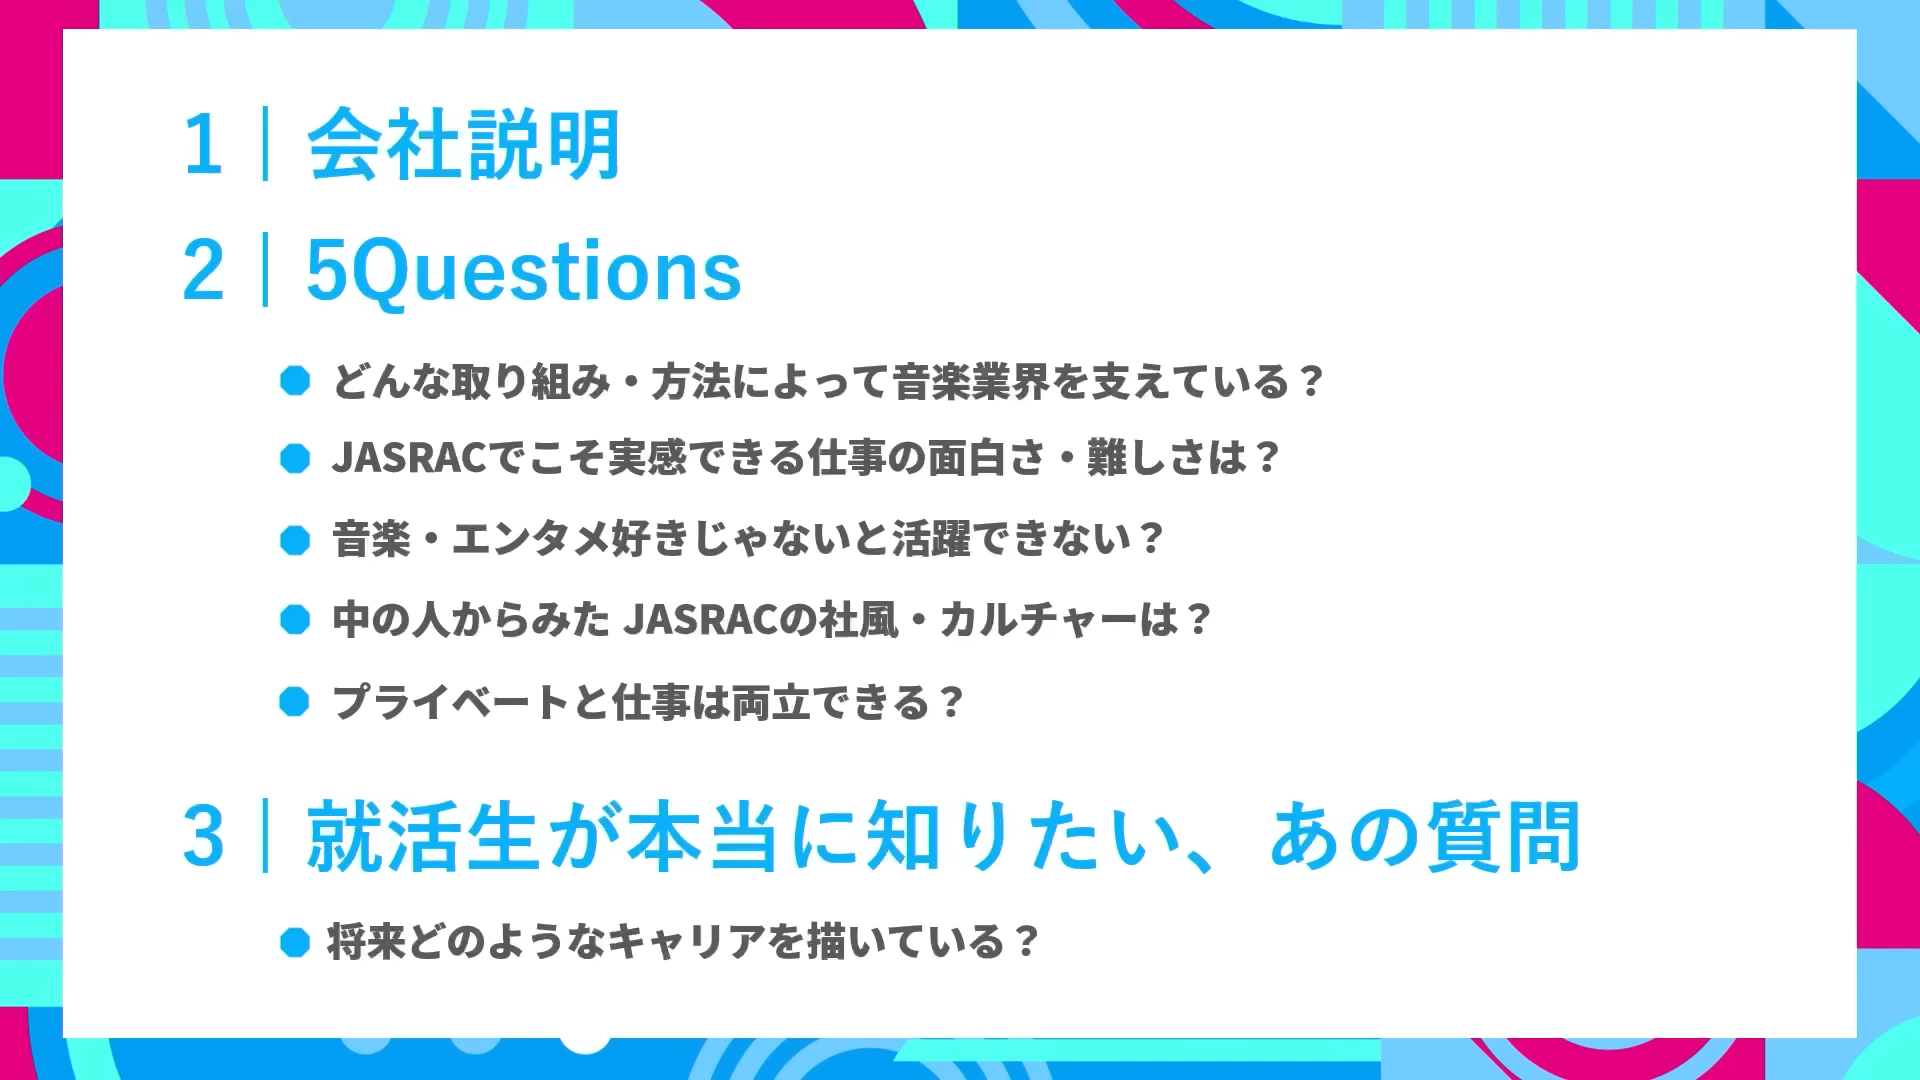 1｜会社説明
2｜5Questions
どんな取り組み・方法によって音楽業界を支えている？
JASRACでこそ実感できる仕事の面白さ・難しさは？
音楽・エンタメ好きじゃないと活躍できない？
中の人からみた JASRACの社風・カルチャーは？
プライベートと仕事は両立できる？
3｜就活生が本当に知りたい、あの質問
将来どのようなキャリアを描いている？